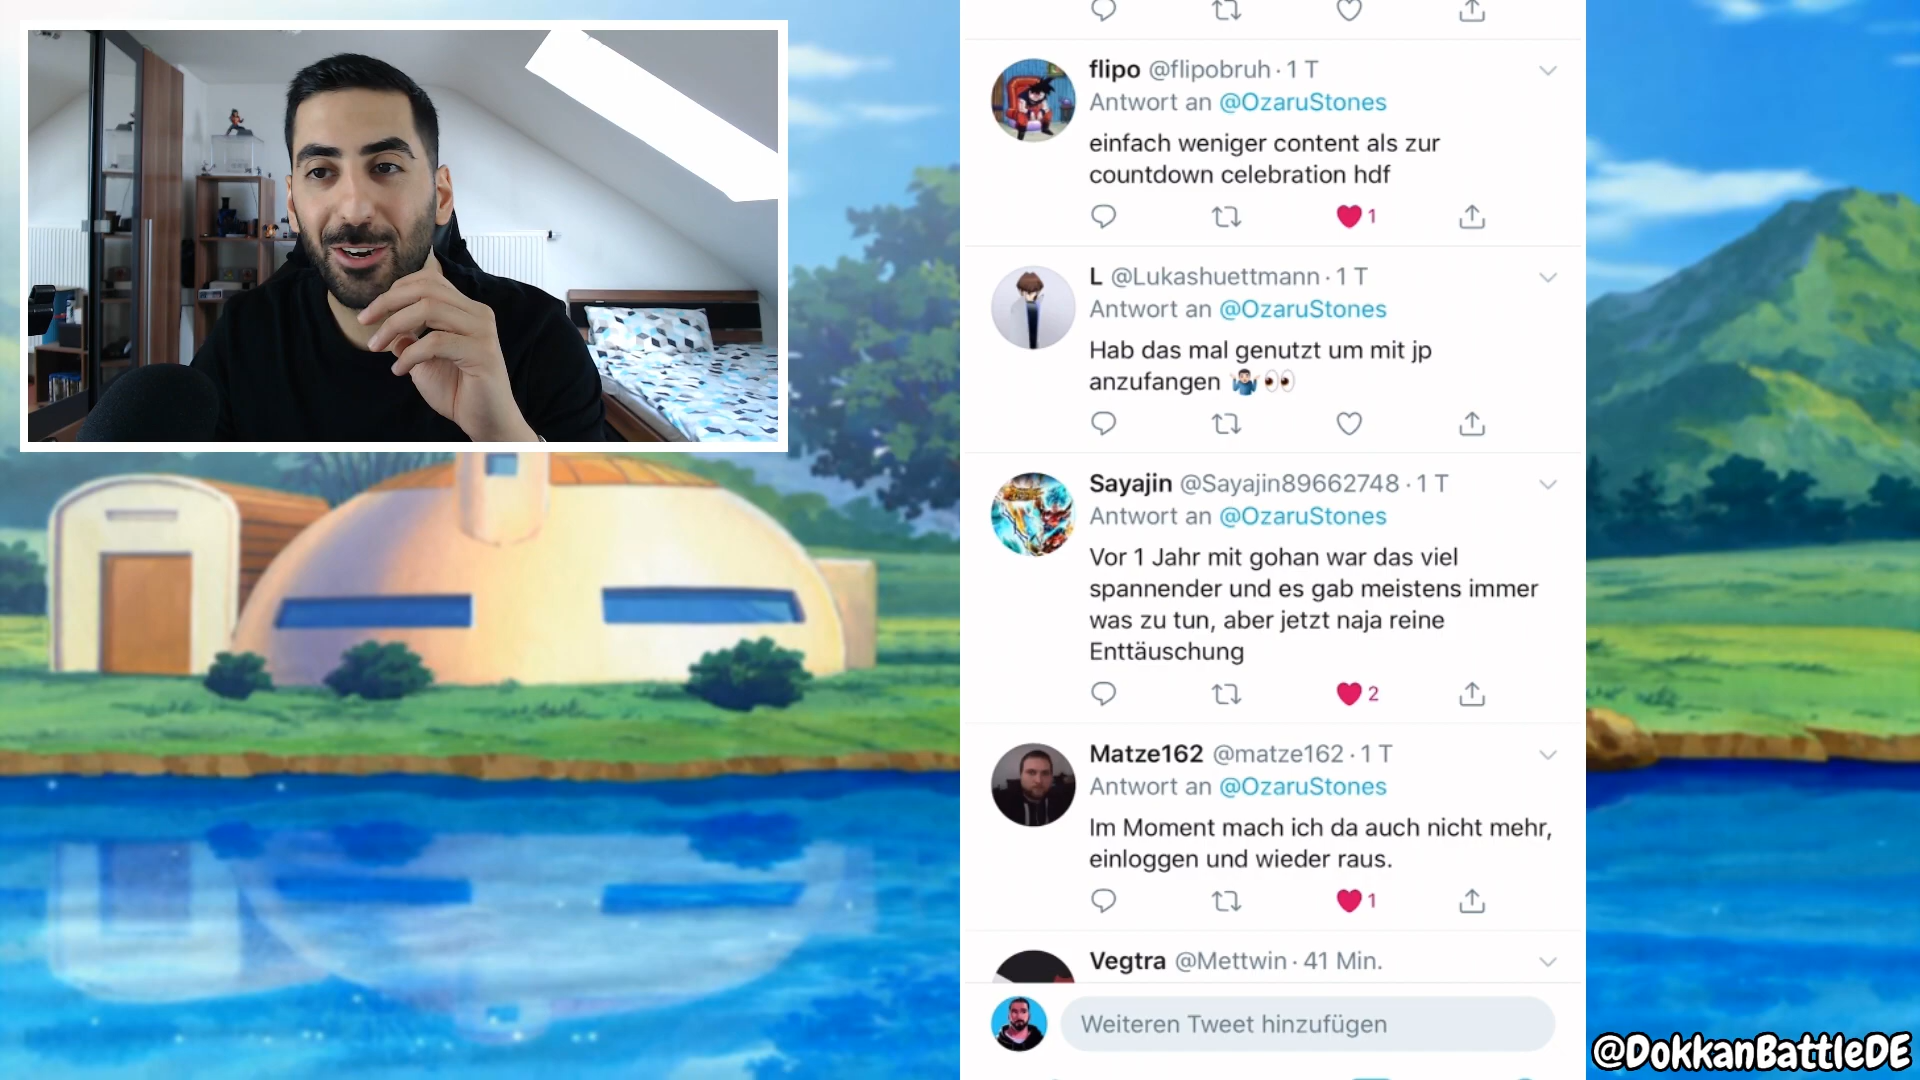 flipo @flipobruh · 1 T
Antwort an @OzaruStones
einfach weniger content als zur
countdown celebration hdf
1
L @Lukashuettmann · 1 T
Antwort an @OzaruStones
Hab das mal genutzt um mit jp
anzufangen 🤷🏻‍♂️👀
Sayajin @Sayajin89662748 · 1 T
Antwort an @OzaruStones
Vor 1 Jahr mit gohan war das viel
spannender und es gab meistens immer
was zu tun, aber jetzt naja reine
Enttäuschung
2
Matze162 @matze162 · 1 T
Antwort an @OzaruStones
Im Moment mach ich da auch nicht mehr,
einloggen und wieder raus.
1
Vegtra @Mettwin · 41 Min.
Weiteren Tweet hinzufügen
@DokkanBattleDE